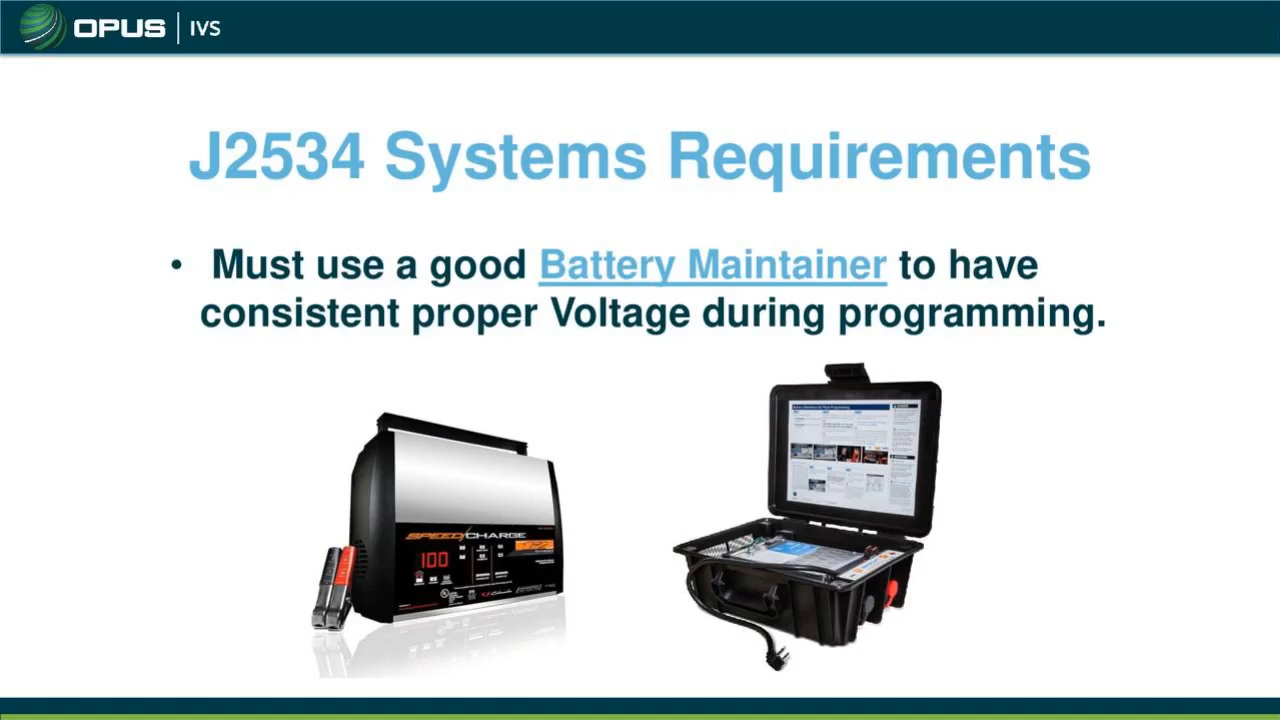 OPUS | IVS
J2534 Systems Requirements
• Must use a good Battery Maintainer to have
consistent proper Voltage during programming.
SPEEDCHARGE
100